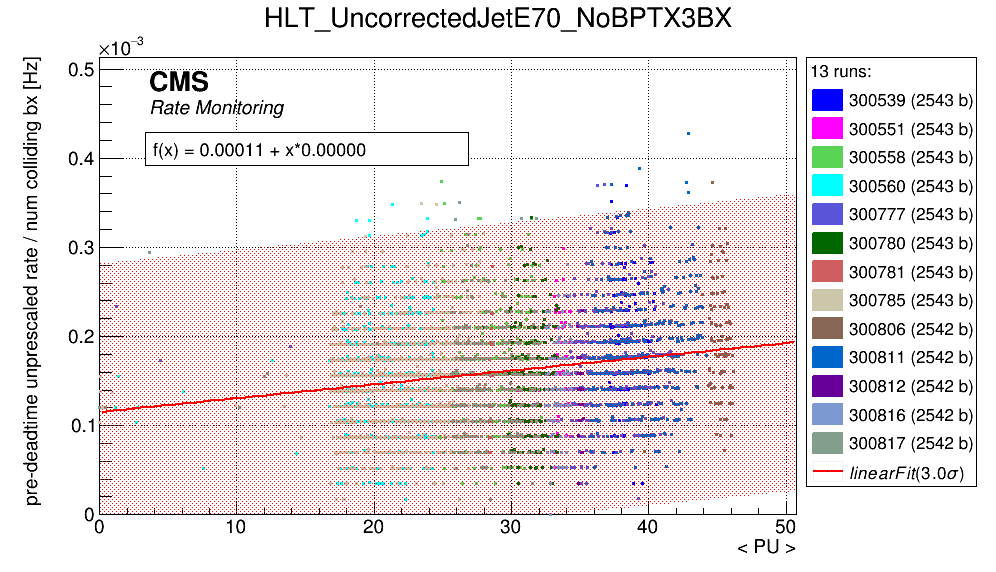 HLT_UncorrectedJetE70_NoBPTX3BX
×10⁻³
pre-deadtime unprescaled rate / num colliding bx [Hz]
0.5
0.4
0.3
0.2
0.1
0
CMS
Rate Monitoring
f(x) = 0.00011 + x*0.00000
0 10 20 30 40 50
< PU >
13 runs:
300539 (2543 b)
300551 (2543 b)
300558 (2543 b)
300560 (2543 b)
300777 (2543 b)
300780 (2543 b)
300781 (2543 b)
300785 (2543 b)
300806 (2542 b)
300811 (2542 b)
300812 (2542 b)
300816 (2542 b)
300817 (2542 b)
linearFit(3.0σ)